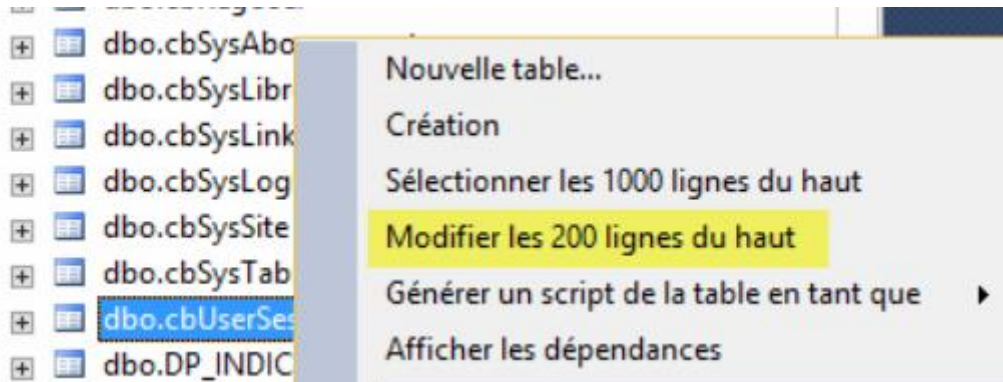 dbo.cbSysAbo
dbo.cbSysLibr
dbo.cbSysLink
dbo.cbSysLog
dbo.cbSysSite
dbo.cbSysTab
dbo.cbUserSes
dbo.DP_INDIC
Nouvelle table...
Création
Sélectionner les 1000 lignes du haut
Modifier les 200 lignes du haut
Générer un script de la table en tant que
Afficher les dépendances